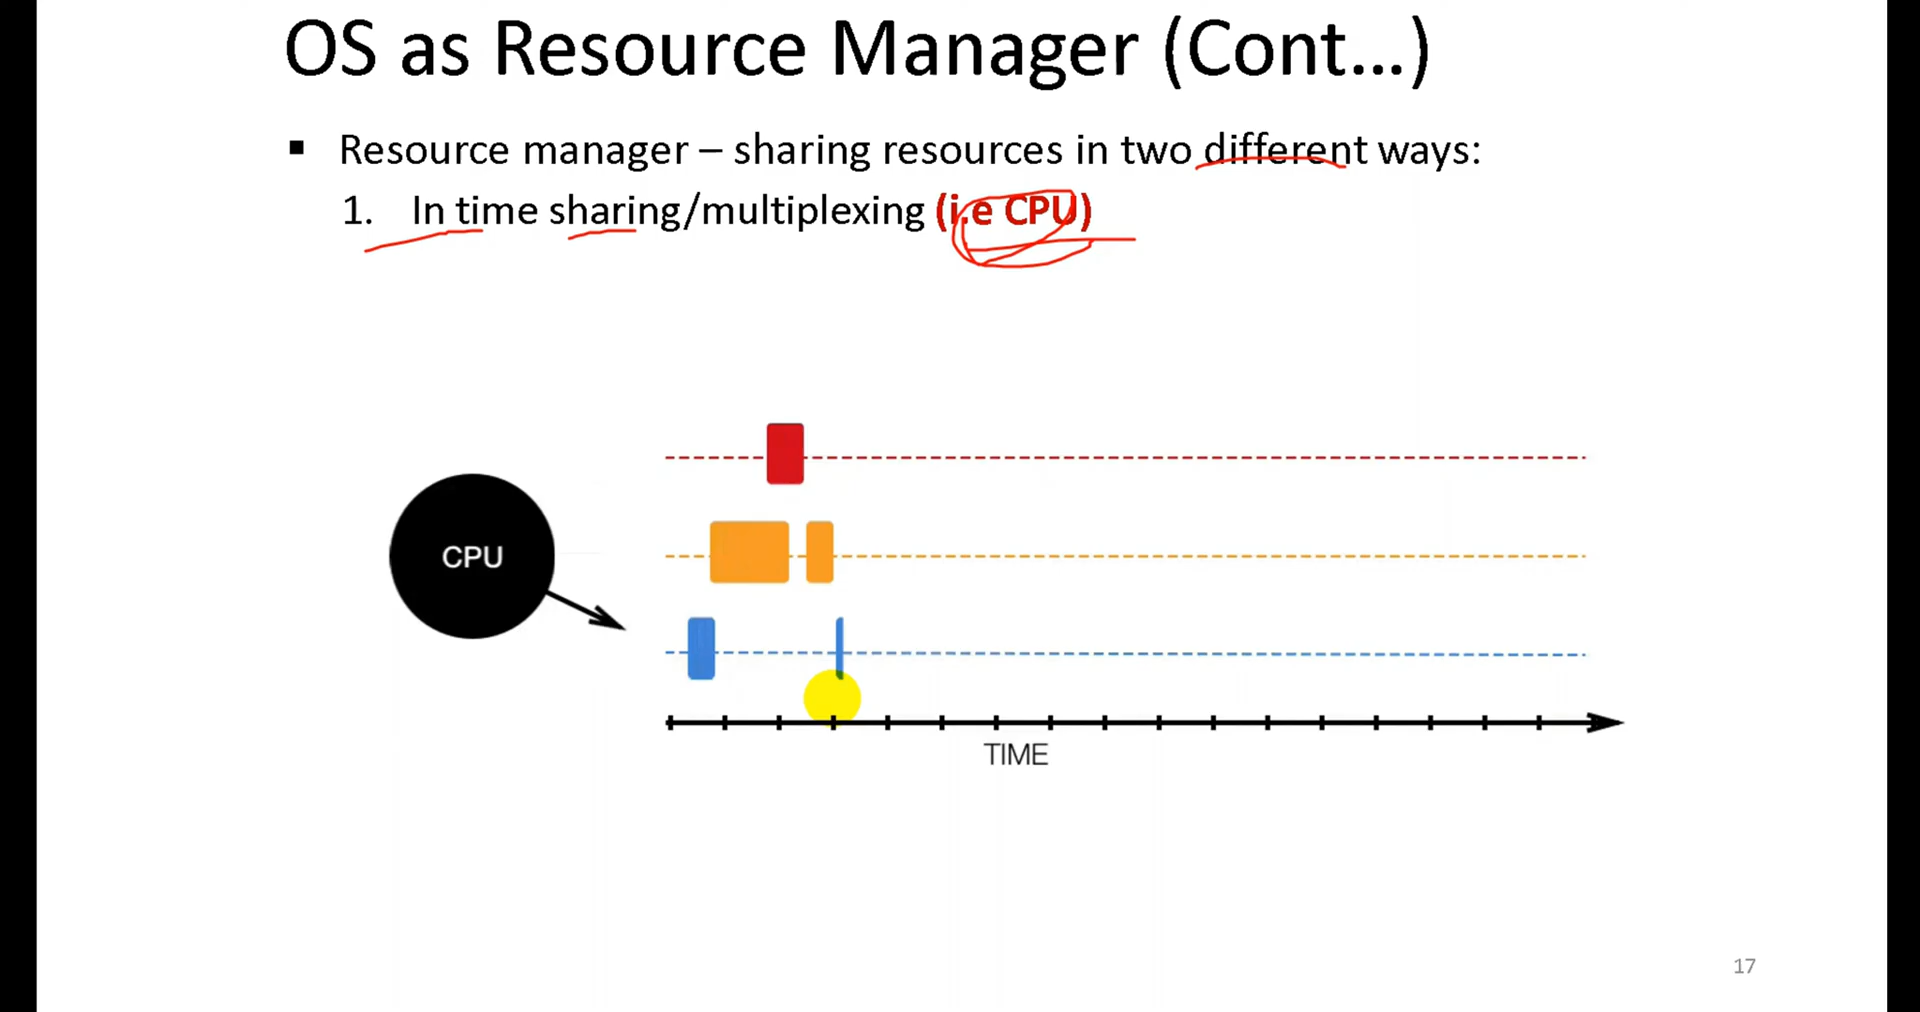 OS as Resource Manager (Cont...)
▪ Resource manager – sharing resources in two different ways:
1. In time sharing/multiplexing (i.e CPU)
CPU
TIME
17